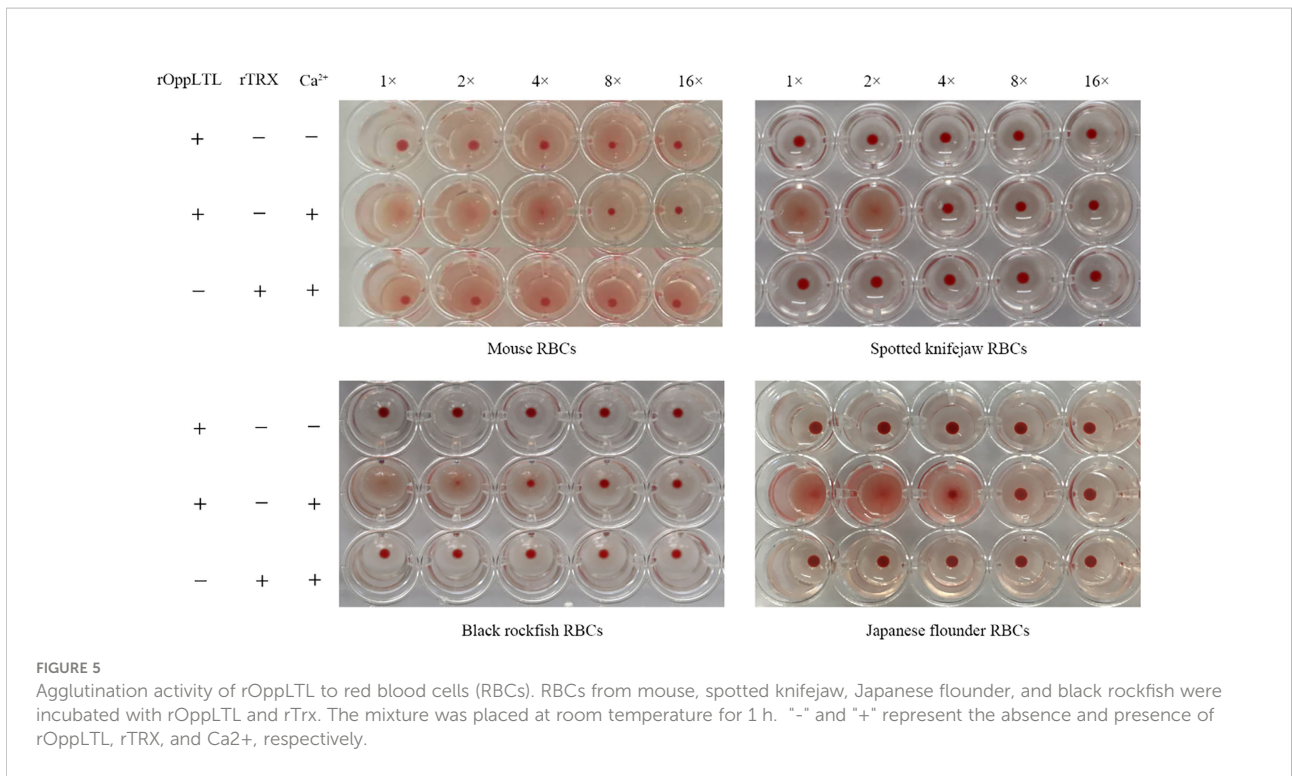 rOppLTL rTRX Ca²⁺ 1× 2× 4× 8× 16× 1× 2× 4× 8× 16×
+ − −
+ − +
− + +
Mouse RBCs Spotted knifejaw RBCs
+ − −
+ − +
− + +
Black rockfish RBCs Japanese flounder RBCs
FIGURE 5
Agglutination activity of rOppLTL to red blood cells (RBCs). RBCs from mouse, spotted knifejaw, Japanese flounder, and black rockfish were
incubated with rOppLTL and rTrx. The mixture was placed at room temperature for 1 h. "-" and "+" represent the absence and presence of
rOppLTL, rTRX, and Ca2+, respectively.